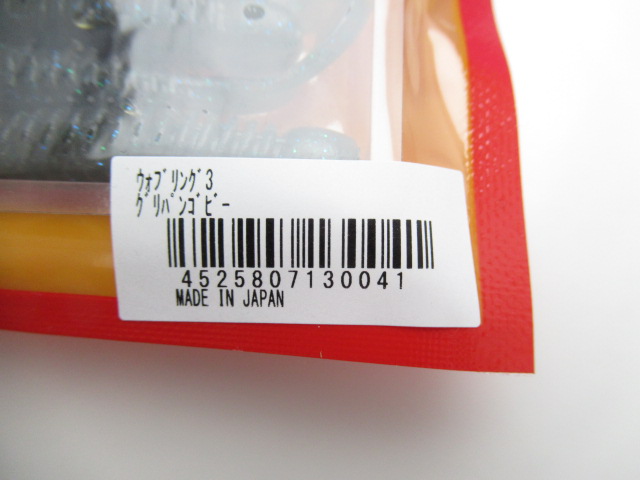 ｳｫﾌﾞﾘﾝｸﾞ3
ｸﾞﾘﾊﾟﾝｺﾞﾋﾞｰ
4525807130041
MADE IN JAPAN